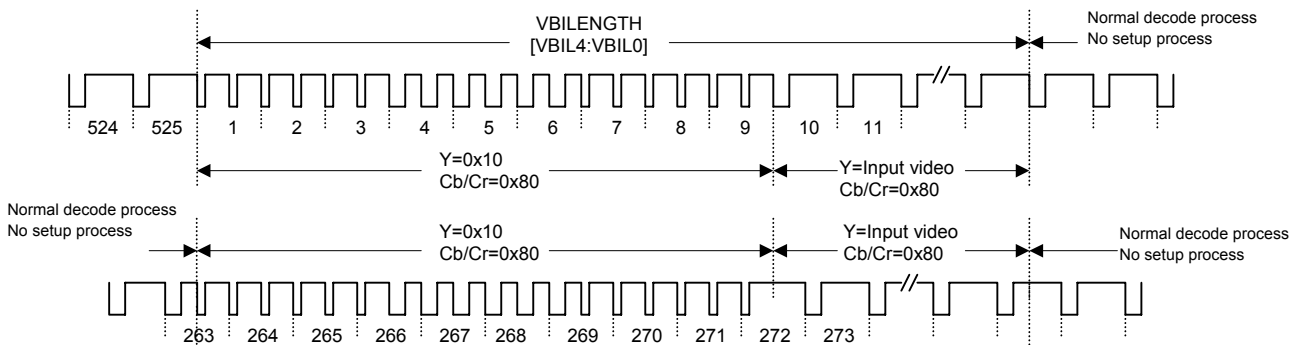 VBILENGTH
[VBIL4:VBIL0]
Normal decode process
No setup process
524 525 1 2 3 4 5 6 7 8 9 10 11
Y=0x10
Cb/Cr=0x80
Y=Input video
Cb/Cr=0x80
Normal decode process
No setup process
Y=0x10
Cb/Cr=0x80
Y=Input video
Cb/Cr=0x80
Normal decode process
No setup process
263 264 265 266 267 268 269 270 271 272 273